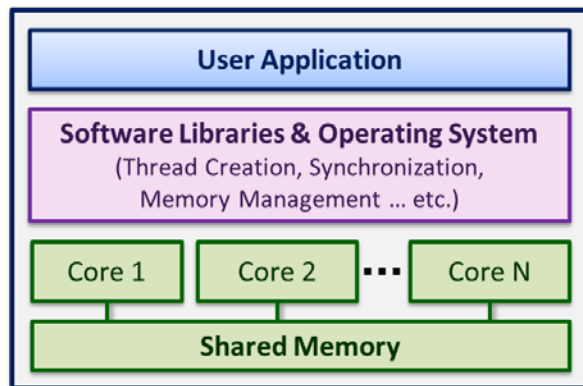 User Application
Software Libraries & Operating System
(Thread Creation, Synchronization,
Memory Management ... etc.)
Core 1 Core 2 ... Core N
Shared Memory